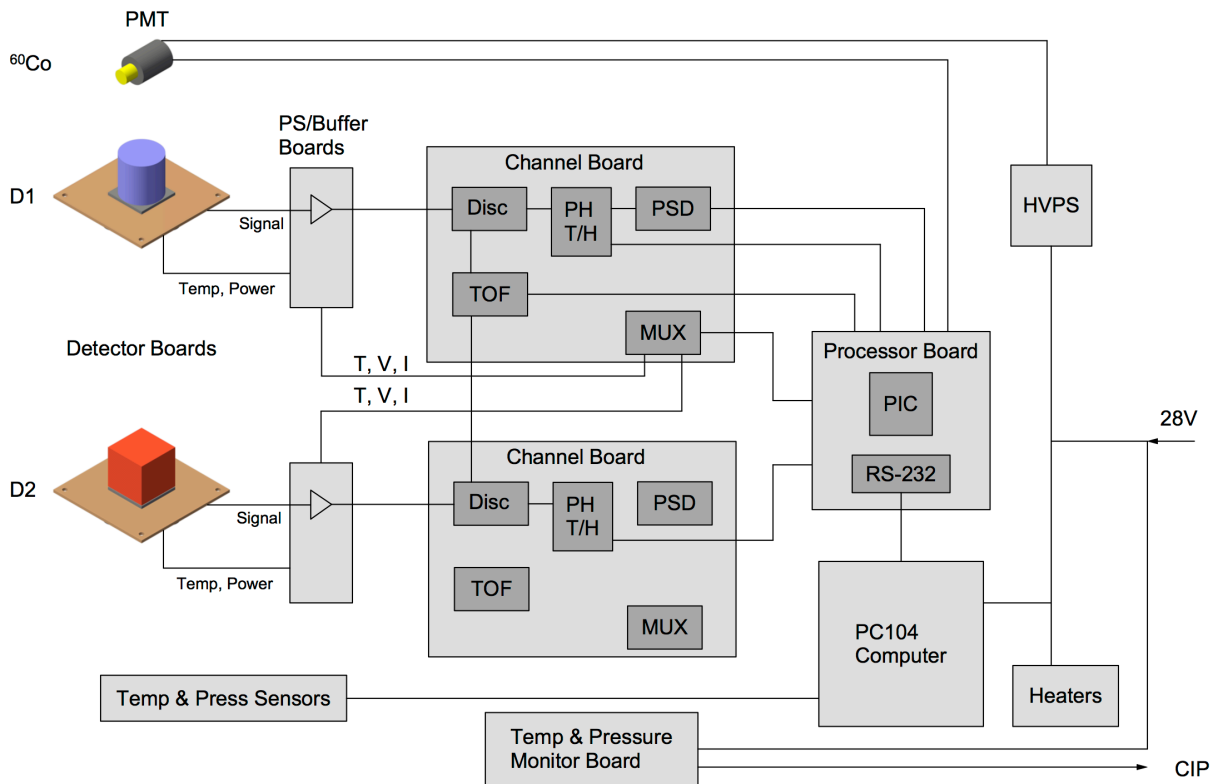 PMT
⁶⁰Co
PS/Buffer
Boards
Channel Board
D1
Disc
PH
T/H
PSD
HVPS
Signal
Temp, Power
TOF
MUX
Detector Boards
Processor Board
T, V, I
T, V, I
PIC
28V
Channel Board
RS-232
D2
Disc
PH
T/H
PSD
Signal
Temp, Power
TOF
MUX
PC104
Computer
Temp & Press Sensors
Heaters
Temp & Pressure
Monitor Board
CIP